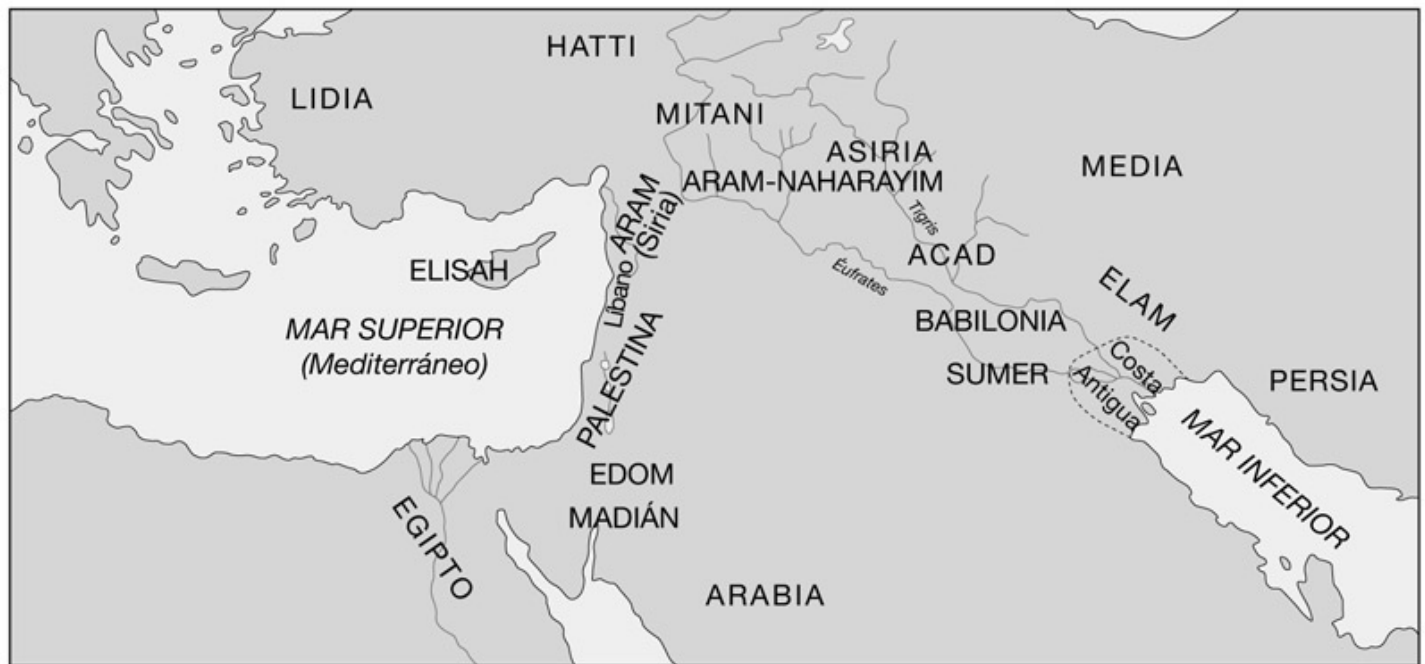 HATTI
LIDIA
MITANI
ASIRIA
ARAM-NAHARAYIM
MEDIA
ARAM
(Siria)
Líbano
Tigris
ACAD
Éufrates
ELISAH
ELAM
MAR SUPERIOR
(Mediterráneo)
BABILONIA
PALESTINA
SUMER
Costa
Antigua
PERSIA
MAR INFERIOR
EDOM
MADIÁN
EGIPTO
ARABIA